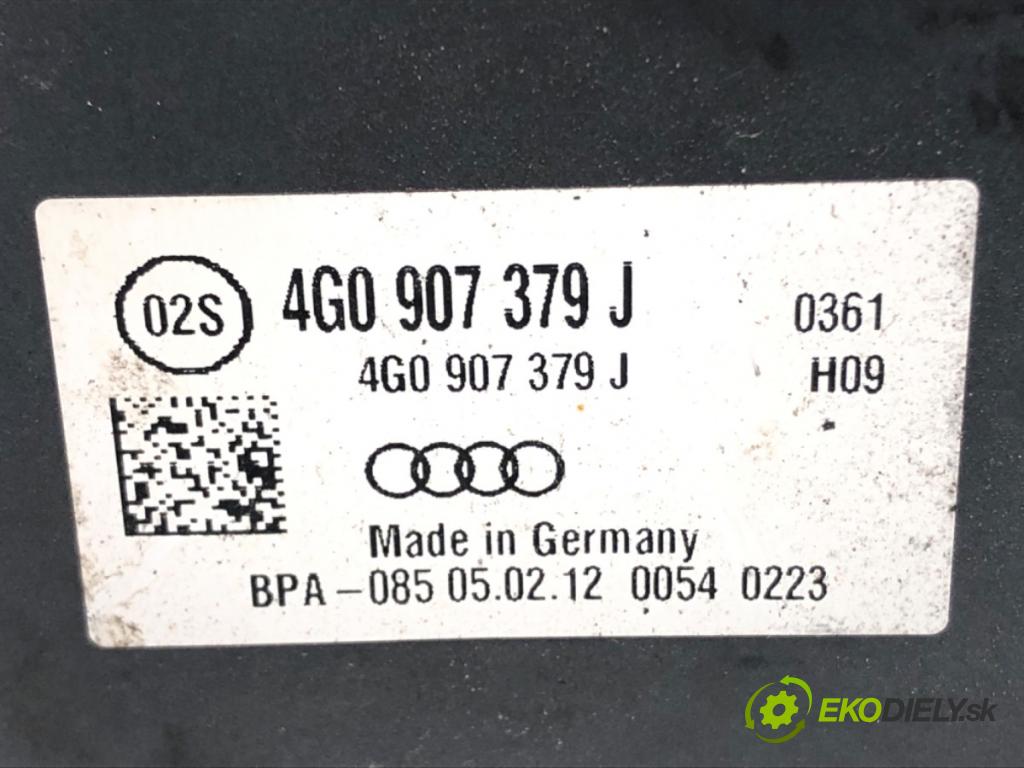 02S 4G0 907 379 J 0361
4G0 907 379 J H09
Made in Germany
BPA-085 05.02.12 0054 0223
EKODIELY.sk